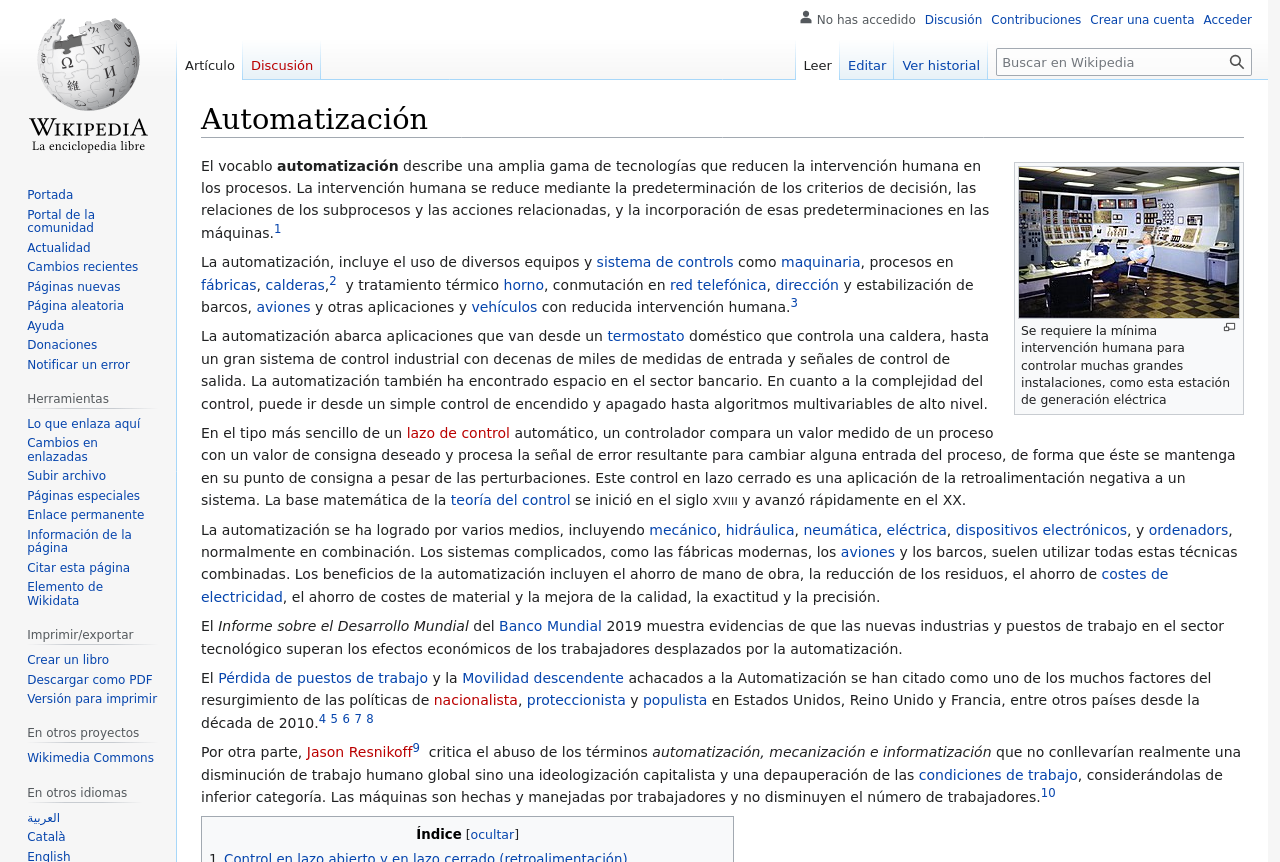 No has accedido Discusión Contribuciones Crear una cuenta Acceder
Artículo Discusión Leer Editar Ver historial Buscar en Wikipedia
WIKIPEDIA
La enciclopedia libre
Portada
Portal de la
comunidad
Actualidad
Cambios recientes
Páginas nuevas
Página aleatoria
Ayuda
Donaciones
Notificar un error
Herramientas
Lo que enlaza aquí
Cambios en
enlazadas
Subir archivo
Páginas especiales
Enlace permanente
Información de la
página
Citar esta página
Elemento de
Wikidata
Imprimir/exportar
Crear un libro
Descargar como PDF
Versión para imprimir
En otros proyectos
Wikimedia Commons
En otros idiomas
العربية
Català
English
Automatización
El vocablo automatización describe una amplia gama de tecnologías que reducen la intervención humana en
los procesos. La intervención humana se reduce mediante la predeterminación de los criterios de decisión, las
relaciones de los subprocesos y las acciones relacionadas, y la incorporación de esas predeterminaciones en las
máquinas.1
La automatización, incluye el uso de diversos equipos y sistema de controls como maquinaria, procesos en
fábricas, calderas,2 y tratamiento térmico horno, conmutación en red telefónica, dirección y estabilización de
barcos, aviones y otras aplicaciones y vehículos con reducida intervención humana.3
La automatización abarca aplicaciones que van desde un termostato doméstico que controla una caldera, hasta
un gran sistema de control industrial con decenas de miles de medidas de entrada y señales de control de
salida. La automatización también ha encontrado espacio en el sector bancario. En cuanto a la complejidad del
control, puede ir desde un simple control de encendido y apagado hasta algoritmos multivariables de alto nivel.
Se requiere la mínima
intervención humana para
controlar muchas grandes
instalaciones, como esta estación
de generación eléctrica
En el tipo más sencillo de un lazo de control automático, un controlador compara un valor medido de un proceso
con un valor de consigna deseado y procesa la señal de error resultante para cambiar alguna entrada del proceso, de forma que éste se mantenga
en su punto de consigna a pesar de las perturbaciones. Este control en lazo cerrado es una aplicación de la retroalimentación negativa a un
sistema. La base matemática de la teoría del control se inició en el siglo XVIII y avanzó rápidamente en el XX.
La automatización se ha logrado por varios medios, incluyendo mecánico, hidráulica, neumática, eléctrica, dispositivos electrónicos, y ordenadors,
normalmente en combinación. Los sistemas complicados, como las fábricas modernas, los aviones y los barcos, suelen utilizar todas estas técnicas
combinadas. Los beneficios de la automatización incluyen el ahorro de mano de obra, la reducción de los residuos, el ahorro de costes de
electricidad, el ahorro de costes de material y la mejora de la calidad, la exactitud y la precisión.
El Informe sobre el Desarrollo Mundial del Banco Mundial 2019 muestra evidencias de que las nuevas industrias y puestos de trabajo en el sector
tecnológico superan los efectos económicos de los trabajadores desplazados por la automatización.
El Pérdida de puestos de trabajo y la Movilidad descendente achacados a la Automatización se han citado como uno de los muchos factores del
resurgimiento de las políticas de nacionalista, proteccionista y populista en Estados Unidos, Reino Unido y Francia, entre otros países desde la
década de 2010.4 5 6 7 8
Por otra parte, Jason Resnikoff9 critica el abuso de los términos automatización, mecanización e informatización que no conllevarían realmente una
disminución de trabajo humano global sino una ideologización capitalista y una depauperación de las condiciones de trabajo, considerándolas de
inferior categoría. Las máquinas son hechas y manejadas por trabajadores y no disminuyen el número de trabajadores.10
Índice [ocultar]
1 Control en lazo abierto y en lazo cerrado (retroalimentación)